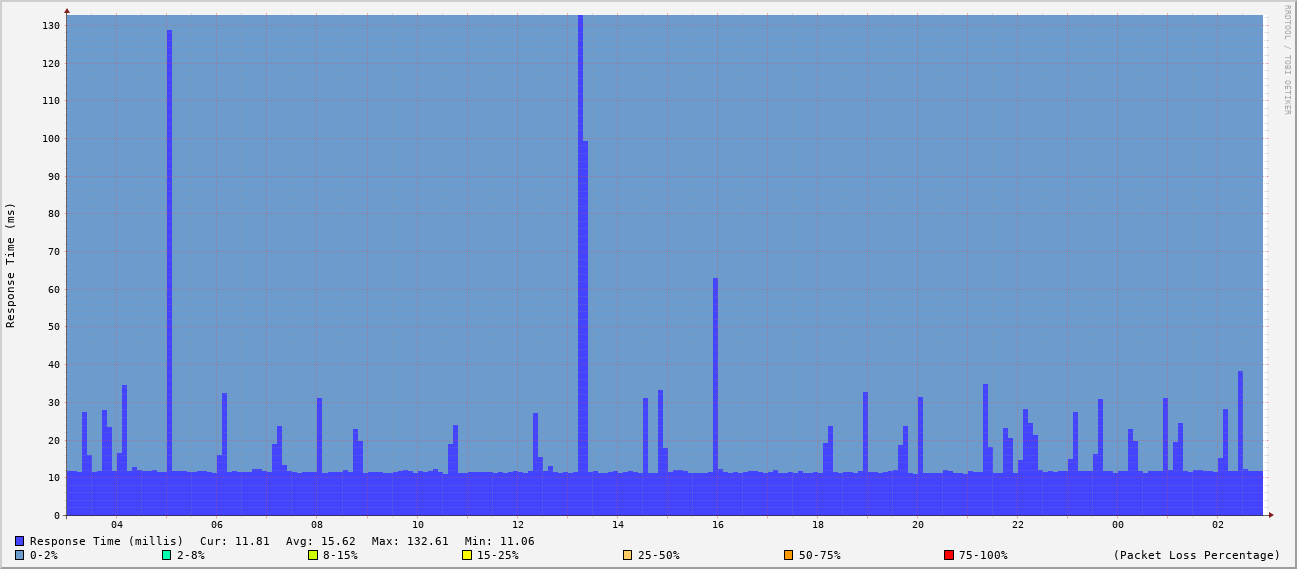 RRDTOOL / TOBI OETIKER
Response Time (ms)
130
120
110
100
90
80
70
60
50
40
30
20
10
0
04 06 08 10 12 14 16 18 20 22 00 02
Response Time (millis) Cur: 11.81 Avg: 15.62 Max: 132.61 Min: 11.06
0-2% 2-8% 8-15% 15-25% 25-50% 50-75% 75-100% (Packet Loss Percentage)